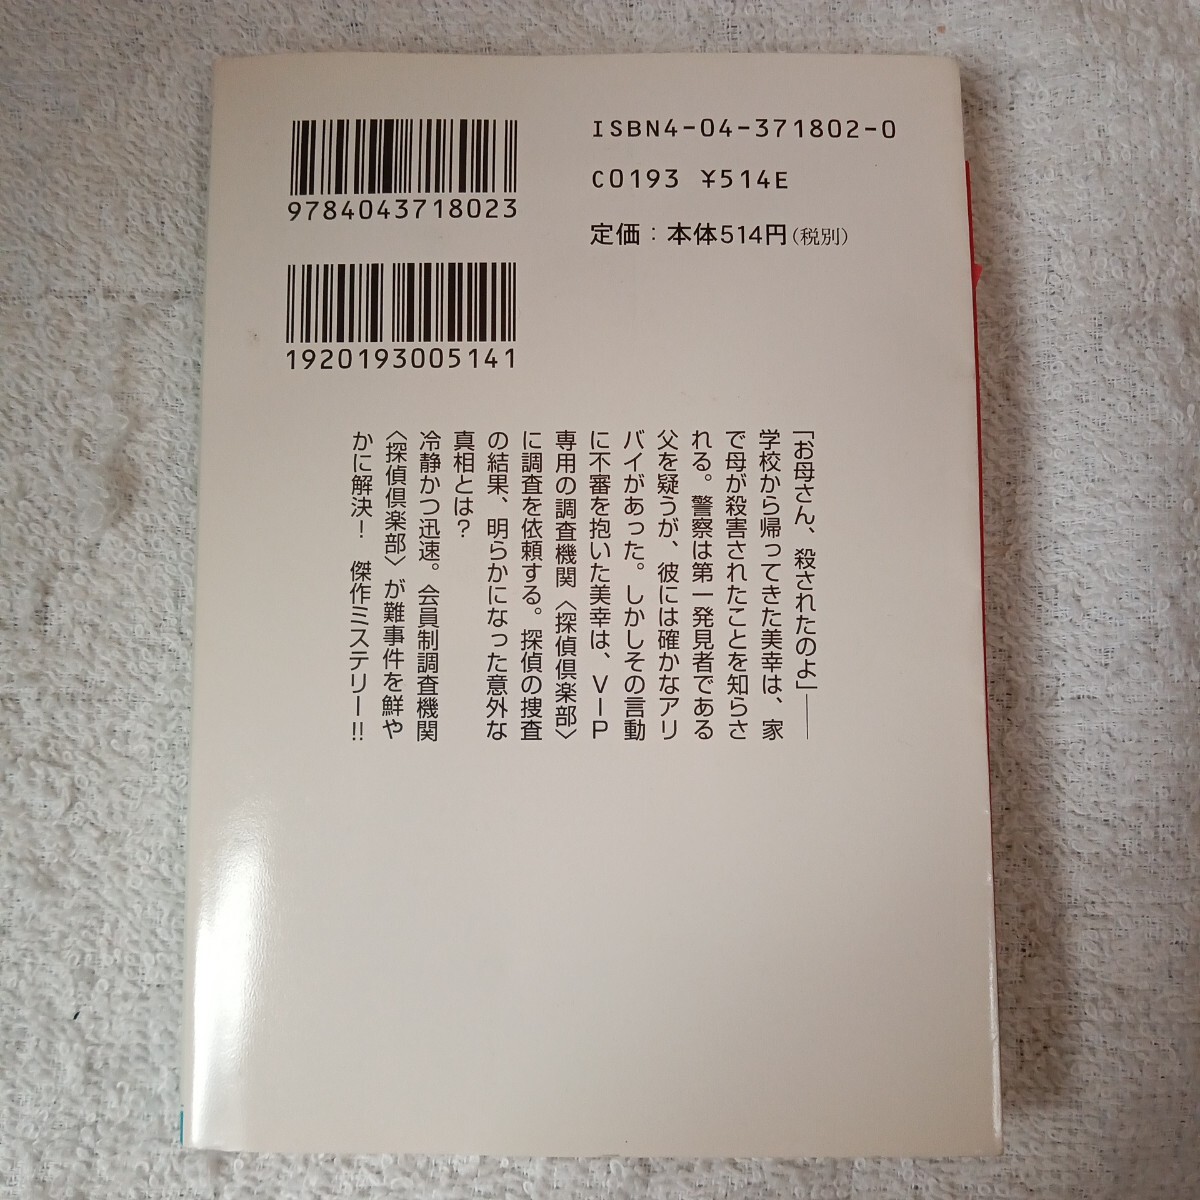 ISBN4-04-371802-0
C0193 ¥514E
定価：本体514円(税別)
9784043718023
1920193005141
「お母さん、殺されたのよ」――
学校から帰ってきた美幸は、家
で母が殺害されたことを知らさ
れる。警察は第一発見者である
父を疑うが、彼には確かなアリ
バイがあった。しかしその言動
に不審を抱いた美幸は、VIP
専用の調査機関〈探偵倶楽部〉
に調査を依頼する。探偵の捜査
の結果、明らかになった意外な
真相とは？
冷静かつ迅速。会員制調査機関
〈探偵倶楽部〉が難事件を鮮や
かに解決！　傑作ミステリー!!